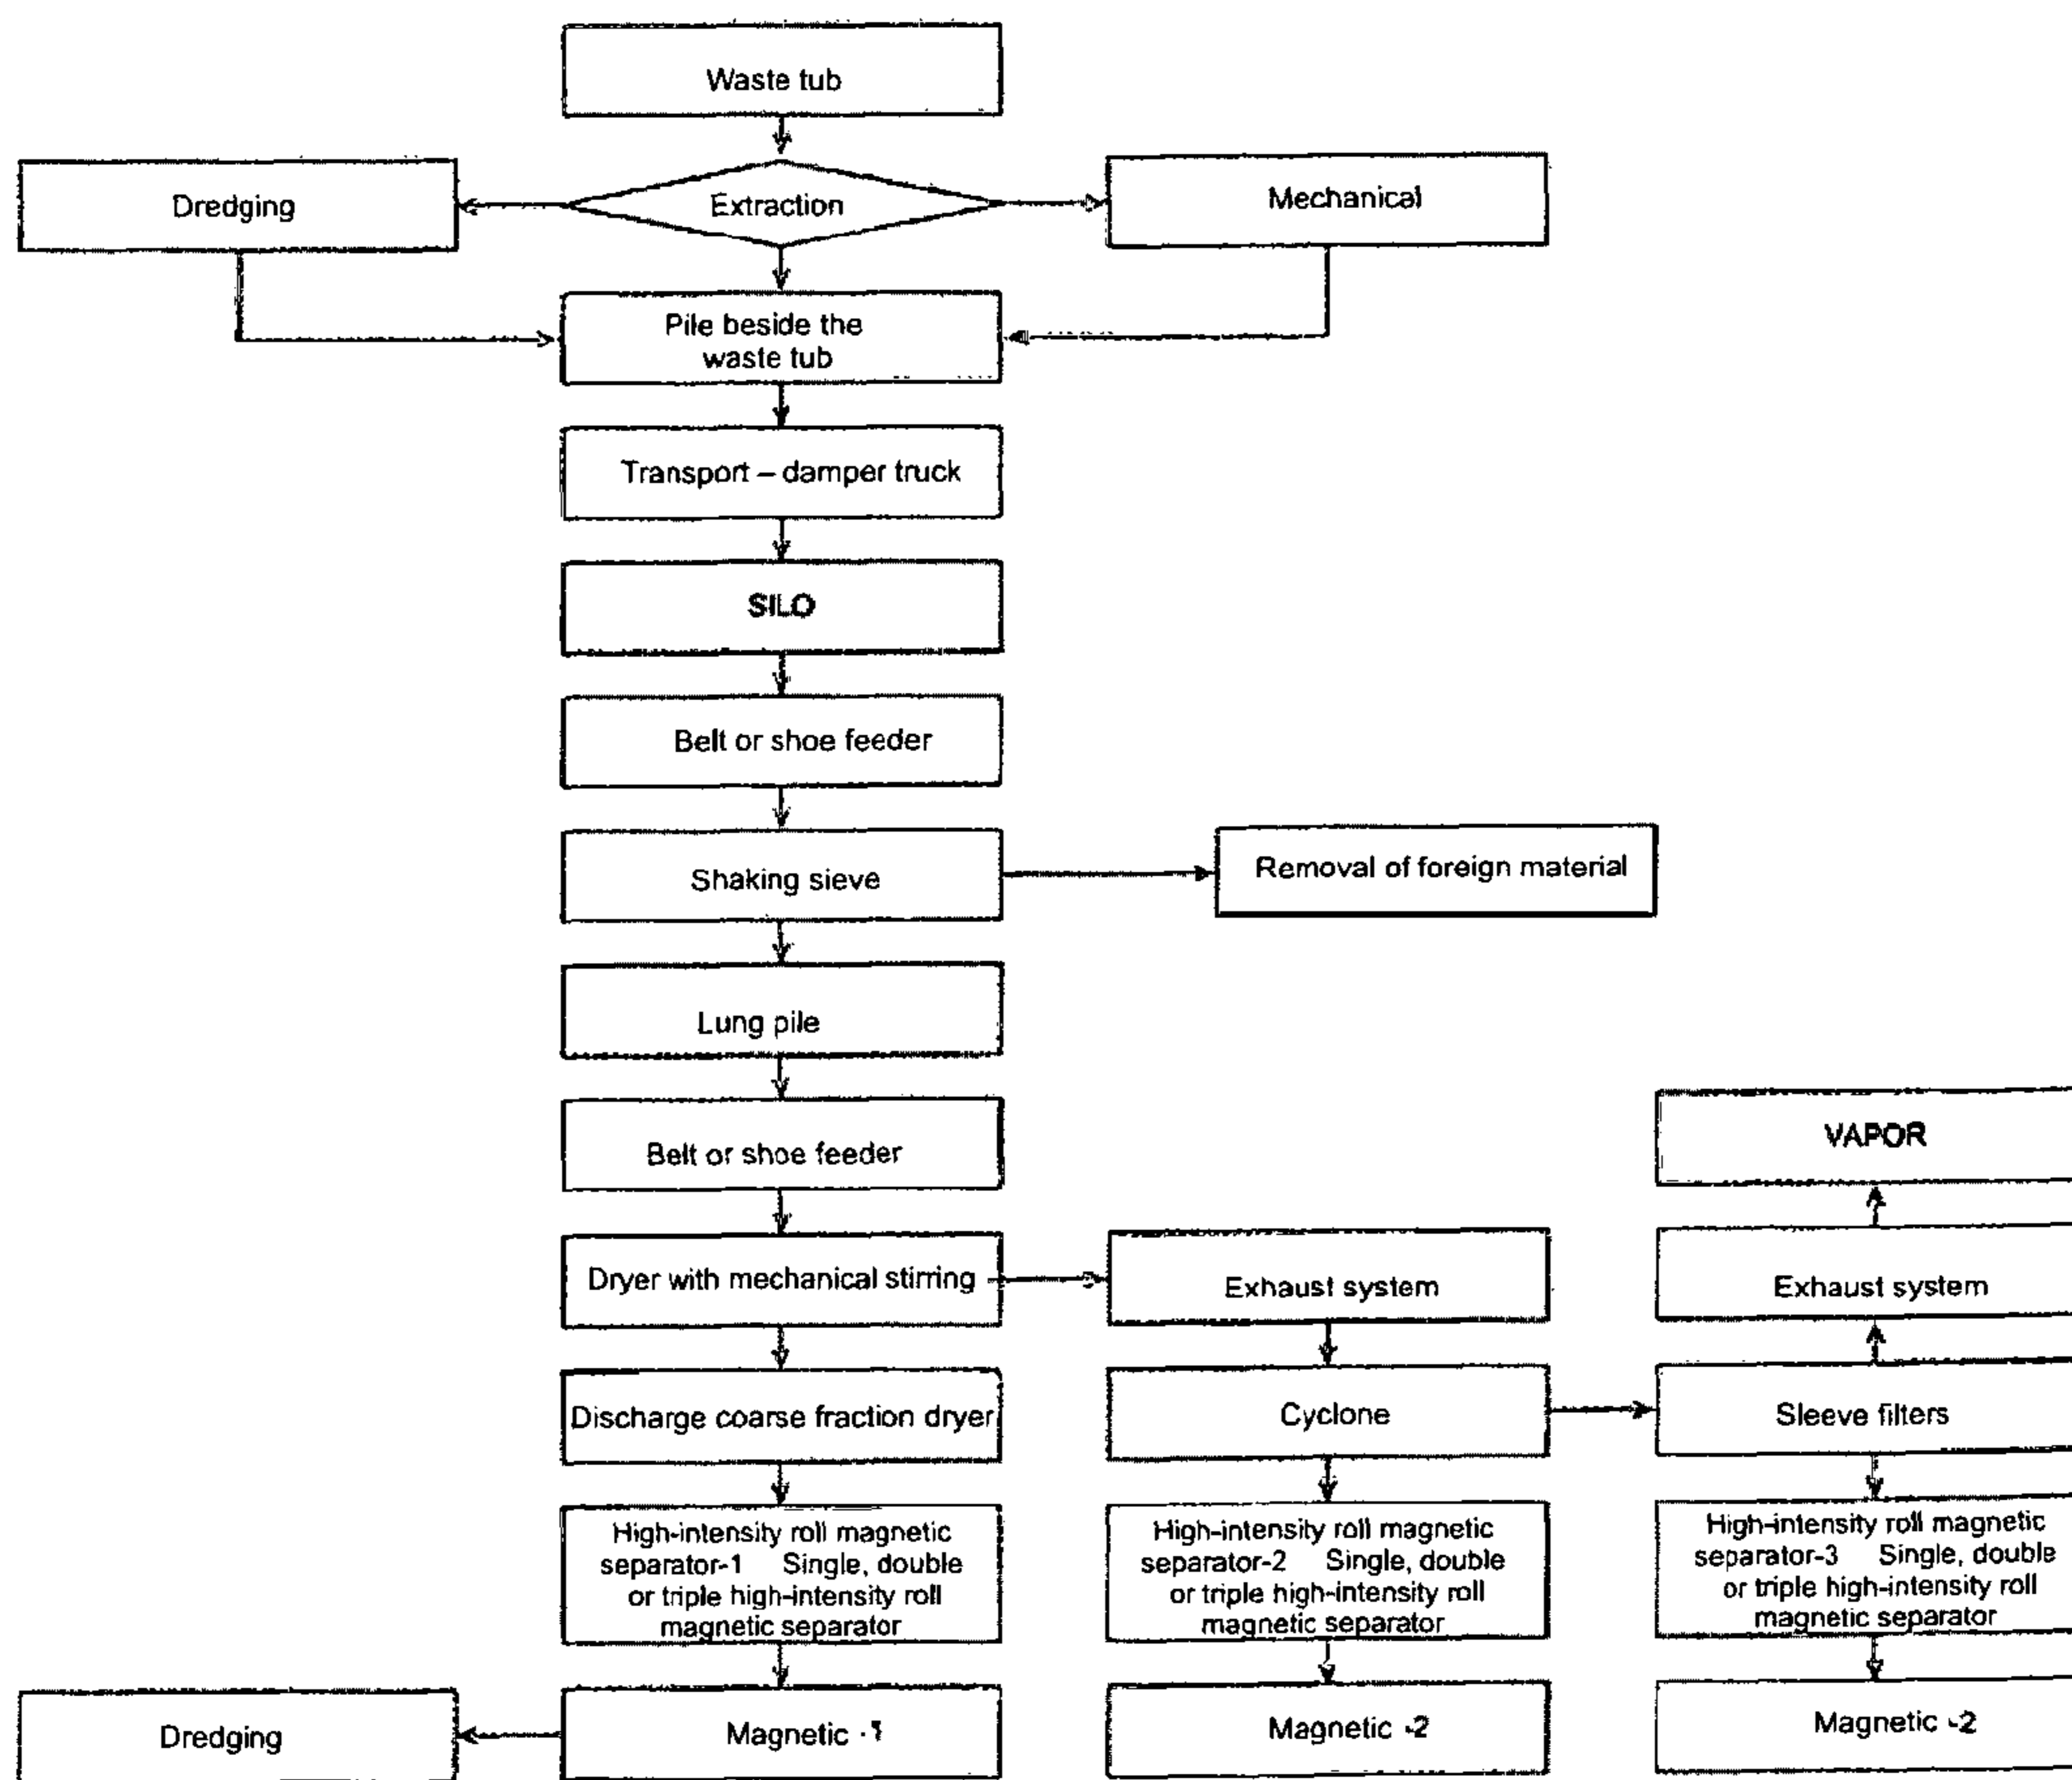 Waste tub
Dredging
Extraction
Mechanical
Pile beside the
waste tub
Transport – damper truck
SILO
Belt or shoe feeder
Shaking sieve
Removal of foreign material
Lung pile
Belt or shoe feeder
VAPOR
Dryer with mechanical stirring
Exhaust system
Exhaust system
Discharge coarse fraction dryer
Cyclone
Sleeve filters
High-intensity roll magnetic
separator-1 Single, double
or triple high-intensity roll
magnetic separator
High-intensity roll magnetic
separator-2 Single, double
or triple high-intensity roll
magnetic separator
High-intensity roll magnetic
separator-3 Single, double
or triple high-intensity roll
magnetic separator
Dredging
Magnetic -1
Magnetic -2
Magnetic -2